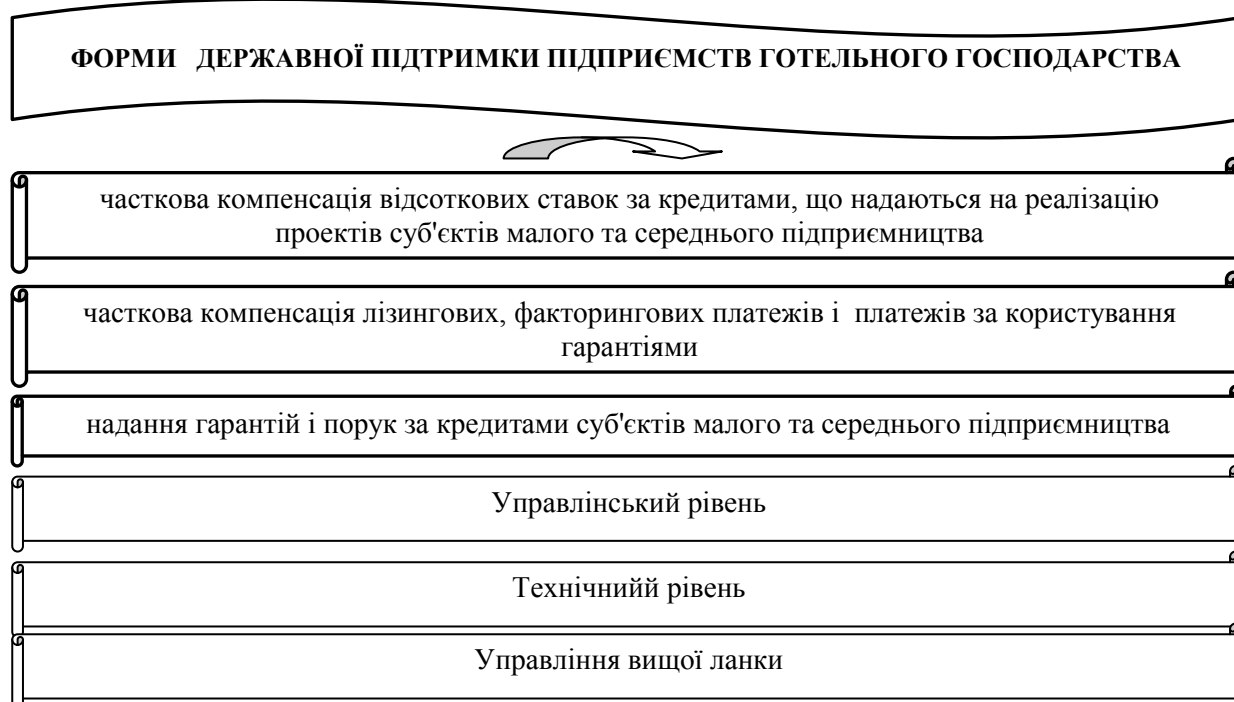 ФОРМИ ДЕРЖАВНОЇ ПІДТРИМКИ ПІДПРИЄМСТВ ГОТЕЛЬНОГО ГОСПОДАРСТВА
часткова компенсація відсоткових ставок за кредитами, що надаються на реалізацію
проектів суб'єктів малого та середнього підприємництва
часткова компенсація лізингових, факторингових платежів і платежів за користування
гарантіями
надання гарантій і порук за кредитами суб'єктів малого та середнього підприємництва
Управлінський рівень
Технічнийй рівень
Управління вищої ланки